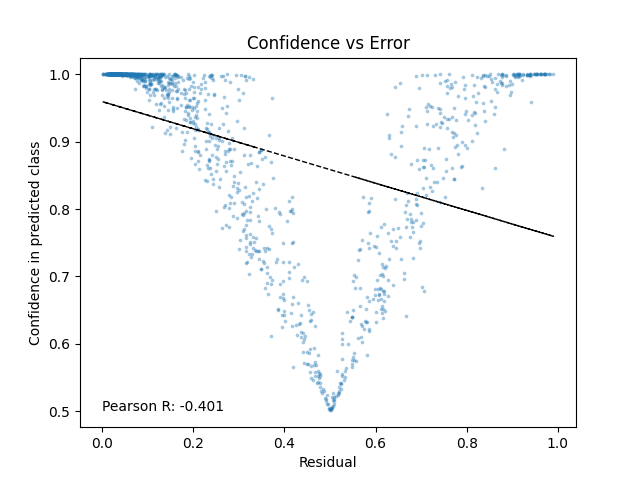 Confidence vs Error
Confidence in predicted class
1.0
0.9
0.8
0.7
0.6
0.5
Pearson R: -0.401
0.0 0.2 0.4 0.6 0.8 1.0
Residual